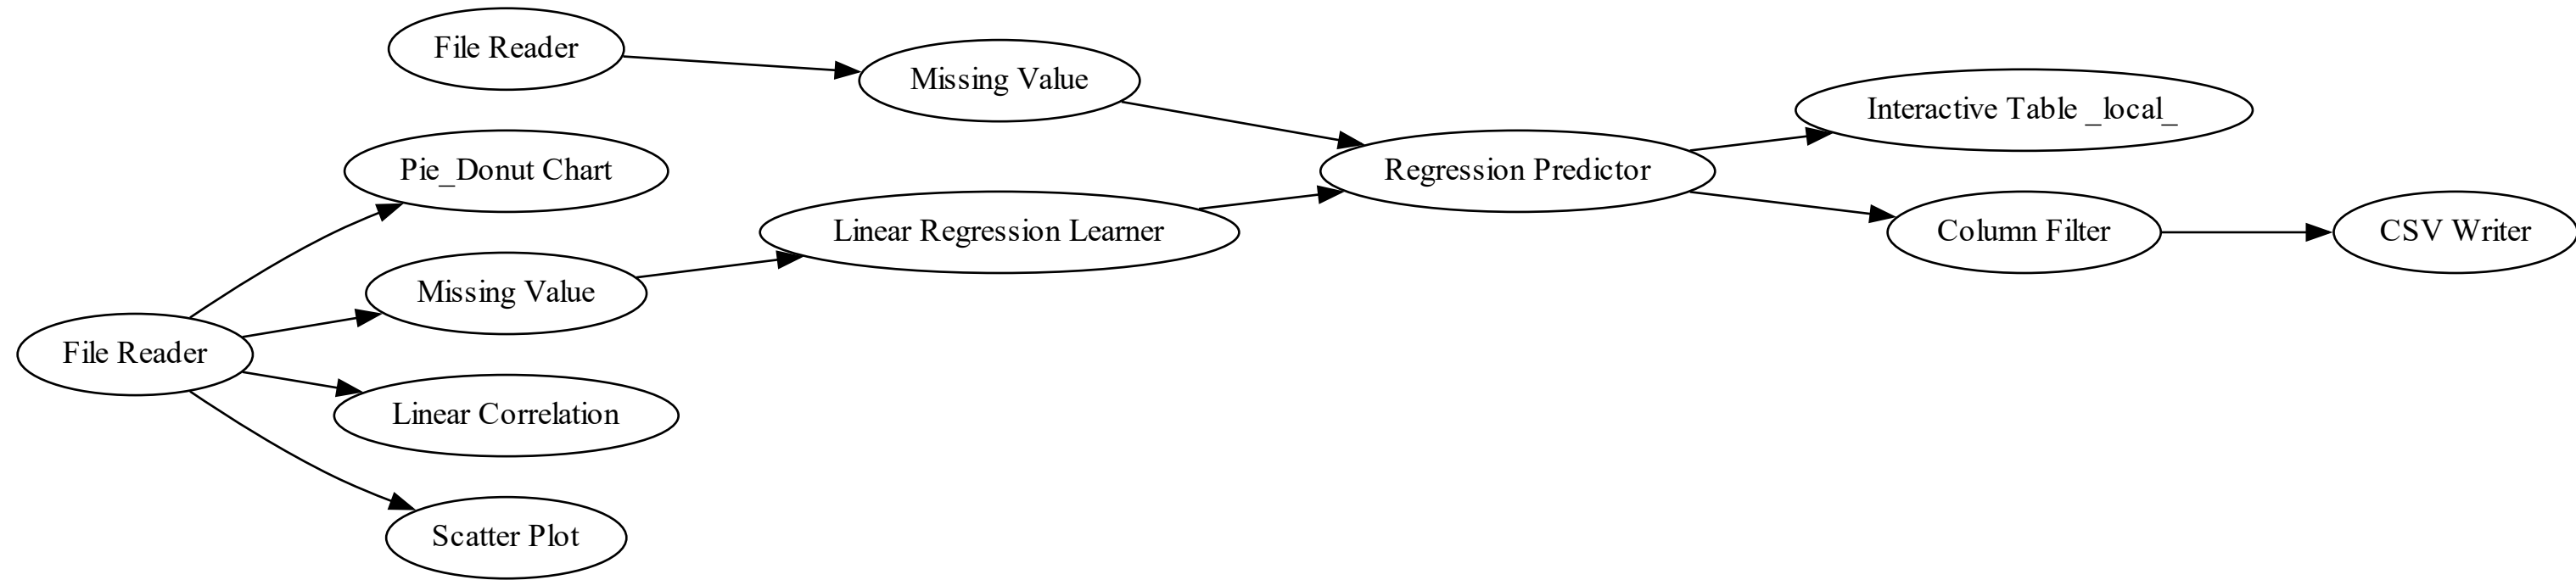 File Reader
Missing Value
Interactive Table _local_
Pie_Donut Chart
Regression Predictor
Linear Regression Learner
Column Filter
CSV Writer
Missing Value
File Reader
Linear Correlation
Scatter Plot